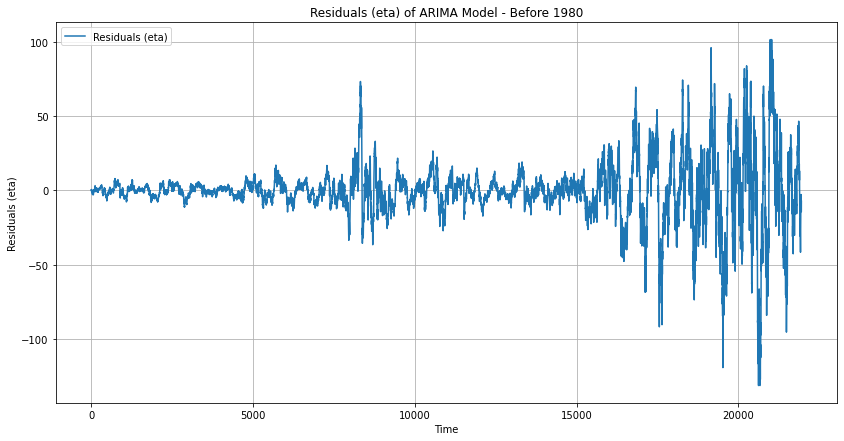 Residuals (eta) of ARIMA Model - Before 1980
Residuals (eta)
100
50
0
−50
−100
Residuals (eta)
0
5000
10000
15000
20000
Time